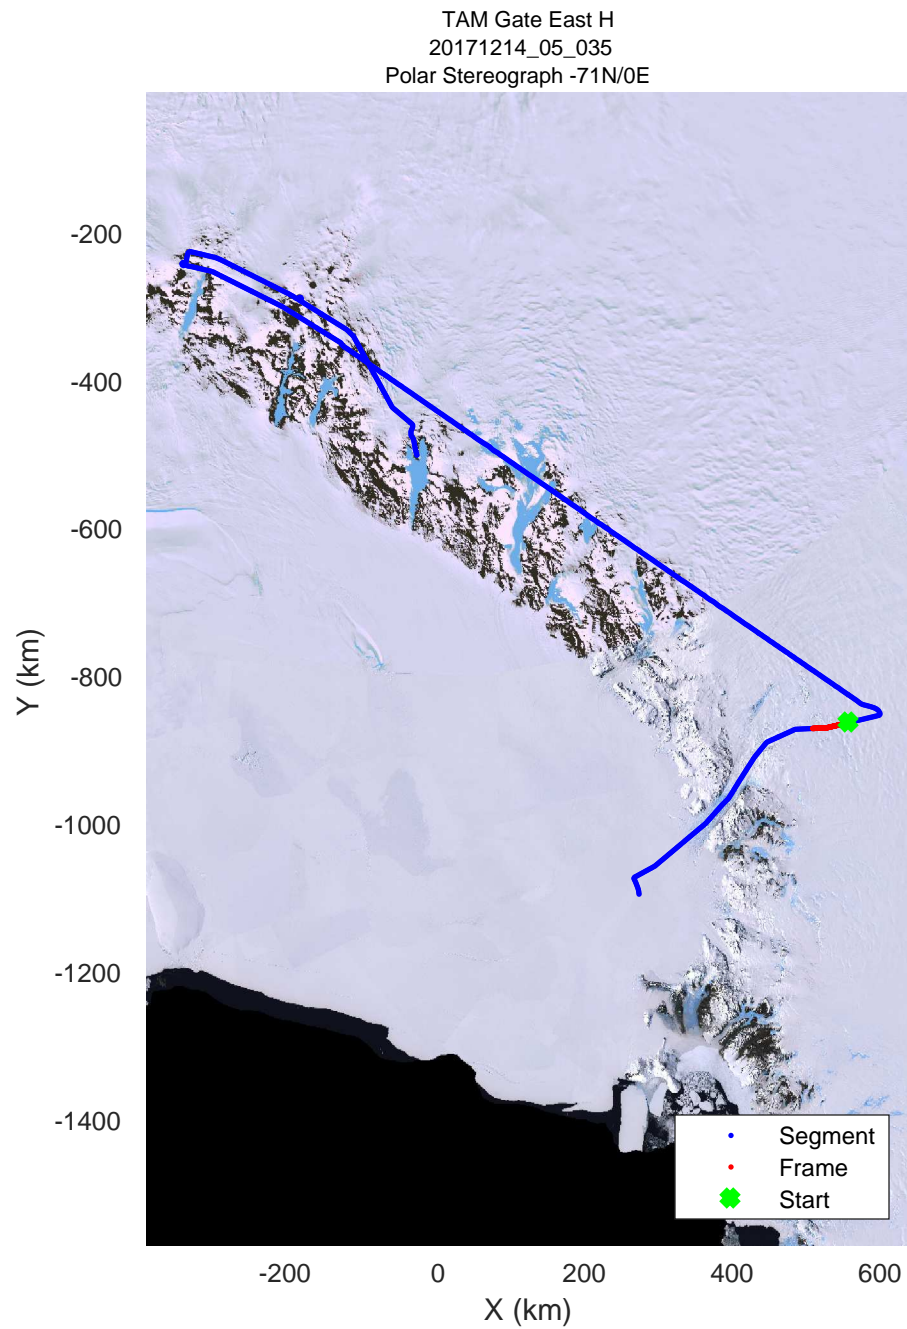 TAM Gate East H
20171214_05_035
Polar Stereograph -71N/0E
-200
-400
-600
-800
-1000
-1200
-1400
Y (km)
Segment
Frame
Start
-200 0 200 400 600
X (km)